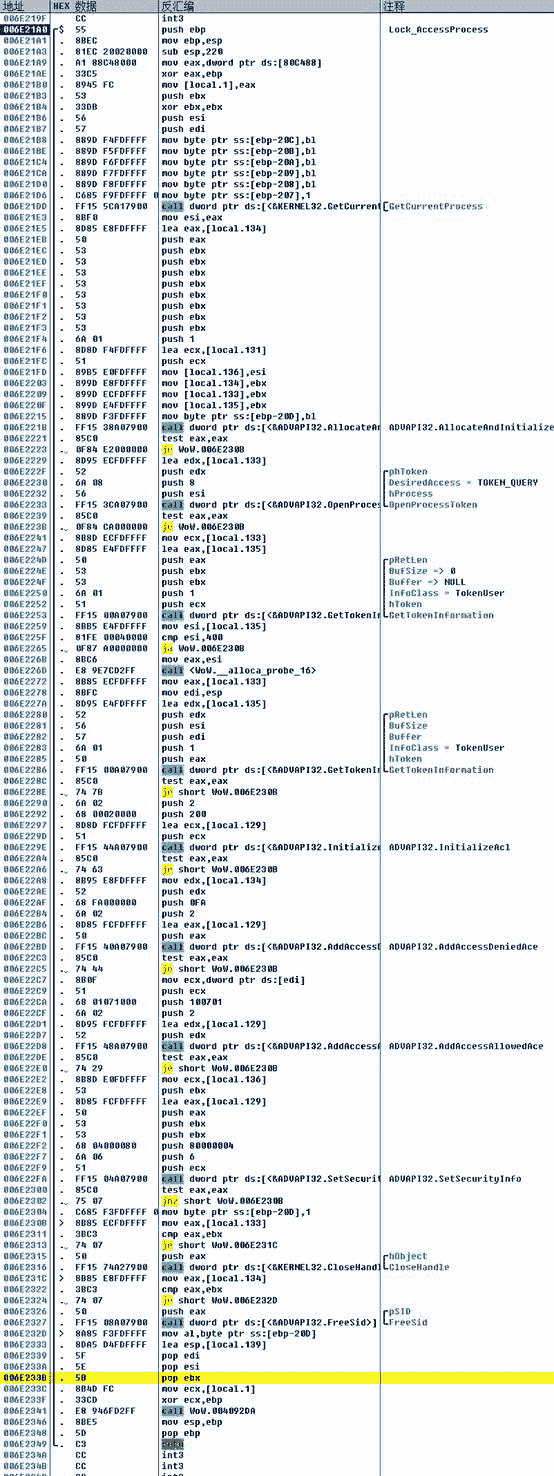 地址 HEX 数据 反汇编 注释
006E219F CC int3
006E21A0 $ 55 push ebp Lock_AccessProcess
006E21A1 . 8BEC mov ebp,esp
006E21A3 . 81EC 20020000 sub esp,220
006E21A9 . A1 88C48000 mov eax,dword ptr ds:[80C488]
006E21AE . 33C5 xor eax,ebp
006E21B0 . 8945 FC mov [local.1],eax
006E21B3 . 53 push ebx
006E21B4 . 33DB xor ebx,ebx
006E21B6 . 56 push esi
006E21B7 . 57 push edi
006E21B8 . 889D F4FDFFFF mov byte ptr ss:[ebp-20C],bl
006E21BE . 889D F5FDFFFF mov byte ptr ss:[ebp-20B],bl
006E21C4 . 889D F6FDFFFF mov byte ptr ss:[ebp-20A],bl
006E21CA . 889D F7FDFFFF mov byte ptr ss:[ebp-209],bl
006E21D0 . 889D F8FDFFFF mov byte ptr ss:[ebp-208],bl
006E21D6 . C685 F9FDFFFF 0 mov byte ptr ss:[ebp-207],1
006E21DD . FF15 5CA17900 call dword ptr ds:[<&KERNEL32.GetCurrent GetCurrentProcess
006E21E3 . 8BF0 mov esi,eax
006E21E5 . 8D85 E8FDFFFF lea eax,[local.134]
006E21EB . 50 push eax
006E21EC . 53 push ebx
006E21ED . 53 push ebx
006E21EE . 53 push ebx
006E21EF . 53 push ebx
006E21F0 . 53 push ebx
006E21F1 . 53 push ebx
006E21F2 . 53 push ebx
006E21F3 . 53 push ebx
006E21F4 . 6A 01 push 1
006E21F6 . 8D8D F4FDFFFF lea ecx,[local.131]
006E21FC . 51 push ecx
006E21FD . 89B5 E0FDFFFF mov [local.136],esi
006E2203 . 899D E8FDFFFF mov [local.134],ebx
006E2209 . 899D ECFDFFFF mov [local.133],ebx
006E220F . 899D E4FDFFFF mov [local.135],ebx
006E2215 . 889D F3FDFFFF mov byte ptr ss:[ebp-20D],bl
006E221B . FF15 38A07900 call dword ptr ds:[<&ADVAPI32.AllocateAn ADVAPI32.AllocateAndInitialize
006E2221 . 85C0 test eax,eax
006E2223 . 0F84 E2000000 je WoW.006E230B
006E2229 . 8D95 ECFDFFFF lea edx,[local.133]
006E222F . 52 push edx phToken
006E2230 . 6A 08 push 8 DesiredAccess = TOKEN_QUERY
006E2232 . 56 push esi hProcess
006E2233 . FF15 3CA07900 call dword ptr ds:[<&ADVAPI32.OpenProces OpenProcessToken
006E2239 . 85C0 test eax,eax
006E223B . 0F84 CA000000 je WoW.006E230B
006E2241 . 8B8D ECFDFFFF mov ecx,[local.133]
006E2247 . 8D85 E4FDFFFF lea eax,[local.135]
006E224D . 50 push eax pRetLen
006E224E . 53 push ebx BufSize => 0
006E224F . 53 push ebx Buffer => NULL
006E2250 . 6A 01 push 1 InfoClass = TokenUser
006E2252 . 51 push ecx hToken
006E2253 . FF15 00A07900 call dword ptr ds:[<&ADVAPI32.GetTokenIn GetTokenInformation
006E2259 . 8BB5 E4FDFFFF mov esi,[local.135]
006E225F . 81FE 00040000 cmp esi,400
006E2265 . 0F87 A0000000 ja WoW.006E230B
006E226B . 8BC6 mov eax,esi
006E226D . E8 9E7CD2FF call <WoW.__alloca_probe_16>
006E2272 . 8B85 ECFDFFFF mov eax,[local.133]
006E2278 . 8BFC mov edi,esp
006E227A . 8D95 E4FDFFFF lea edx,[local.135]
006E2280 . 52 push edx pRetLen
006E2281 . 56 push esi BufSize
006E2282 . 57 push edi Buffer
006E2283 . 6A 01 push 1 InfoClass = TokenUser
006E2285 . 50 push eax hToken
006E2286 . FF15 00A07900 call dword ptr ds:[<&ADVAPI32.GetTokenIn GetTokenInformation
006E228C . 85C0 test eax,eax
006E228E . 74 7B je short WoW.006E230B
006E2290 . 6A 02 push 2
006E2292 . 68 00020000 push 200
006E2297 . 8D8D FCFDFFFF lea ecx,[local.129]
006E229D . 51 push ecx
006E229E . FF15 44A07900 call dword ptr ds:[<&ADVAPI32.Initialize ADVAPI32.InitializeAcl
006E22A4 . 85C0 test eax,eax
006E22A6 . 74 63 je short WoW.006E230B
006E22A8 . 8B95 E8FDFFFF mov edx,[local.134]
006E22AE . 52 push edx
006E22AF . 68 FA000000 push 0FA
006E22B4 . 6A 02 push 2
006E22B6 . 8D85 FCFDFFFF lea eax,[local.129]
006E22BC . 50 push eax
006E22BD . FF15 40A07900 call dword ptr ds:[<&ADVAPI32.AddAccessD ADVAPI32.AddAccessDeniedAce
006E22C3 . 85C0 test eax,eax
006E22C5 . 74 44 je short WoW.006E230B
006E22C7 . 8B0F mov ecx,dword ptr ds:[edi]
006E22C9 . 51 push ecx
006E22CA . 68 01071000 push 100701
006E22CF . 6A 02 push 2
006E22D1 . 8D95 FCFDFFFF lea edx,[local.129]
006E22D7 . 52 push edx
006E22D8 . FF15 48A07900 call dword ptr ds:[<&ADVAPI32.AddAccessA ADVAPI32.AddAccessAllowedAce
006E22DE . 85C0 test eax,eax
006E22E0 . 74 29 je short WoW.006E230B
006E22E2 . 8B8D E0FDFFFF mov ecx,[local.136]
006E22E8 . 53 push ebx
006E22E9 . 8D85 FCFDFFFF lea eax,[local.129]
006E22EF . 50 push eax
006E22F0 . 53 push ebx
006E22F1 . 53 push ebx
006E22F2 . 68 04000080 push 80000004
006E22F7 . 6A 06 push 6
006E22F9 . 51 push ecx
006E22FA . FF15 04A07900 call dword ptr ds:[<&ADVAPI32.SetSecurit ADVAPI32.SetSecurityInfo
006E2300 . 85C0 test eax,eax
006E2302 . 75 07 jnz short WoW.006E230B
006E2304 . C685 F3FDFFFF 0 mov byte ptr ss:[ebp-20D],1
006E230B > 8B85 ECFDFFFF mov eax,[local.133]
006E2311 . 3BC3 cmp eax,ebx
006E2313 . 74 07 je short WoW.006E231C
006E2315 . 50 push eax hObject
006E2316 . FF15 74A27900 call dword ptr ds:[<&KERNEL32.CloseHandl CloseHandle
006E231C > 8B85 E8FDFFFF mov eax,[local.134]
006E2322 . 3BC3 cmp eax,ebx
006E2324 . 74 07 je short WoW.006E232D
006E2326 . 50 push eax pSID
006E2327 . FF15 08A07900 call dword ptr ds:[<&ADVAPI32.FreeSid>] FreeSid
006E232D > 8A85 F3FDFFFF mov al,byte ptr ss:[ebp-20D]
006E2333 . 8DA5 D4FDFFFF lea esp,[local.139]
006E2339 . 5F pop edi
006E233A . 5E pop esi
006E233B . 5B pop ebx
006E233C . 8B4D FC mov ecx,[local.1]
006E233F . 33CD xor ecx,ebp
006E2341 . E8 946FD2FF call WoW.004092DA
006E2346 . 8BE5 mov esp,ebp
006E2348 . 5D pop ebp
006E2349 . C3 retn
006E234A CC int3
006E234B CC int3
006E234C CC int3